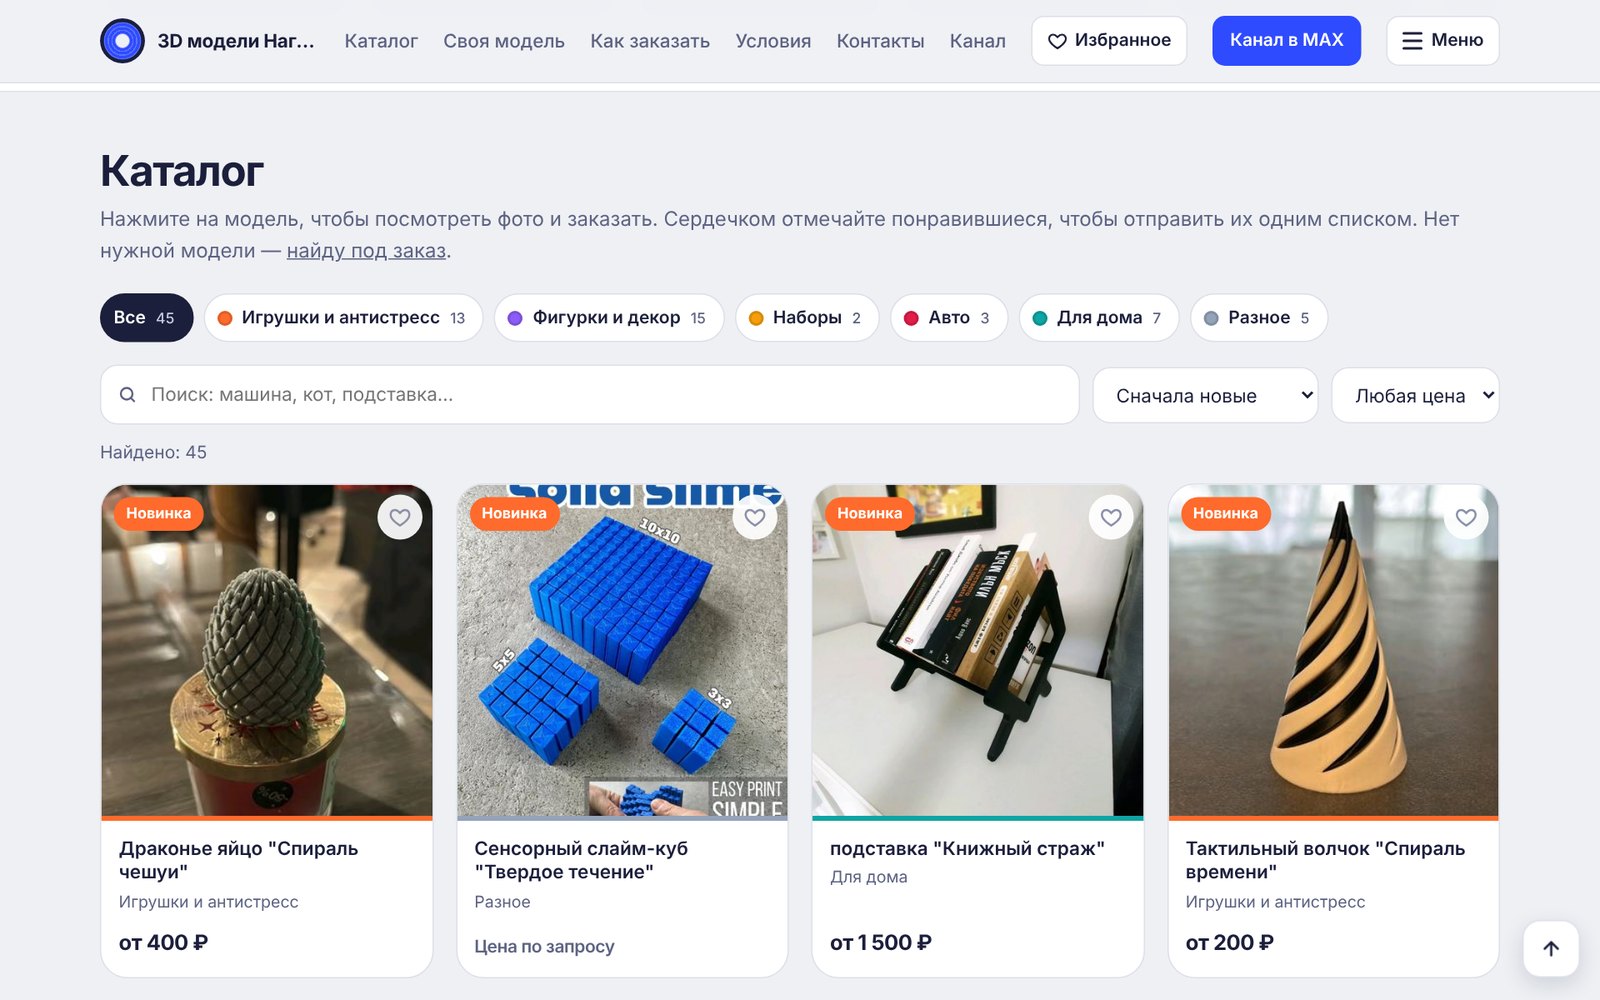 3D модели Наг...
Каталог
Своя модель
Как заказать
Условия
Контакты
Канал
Избранное
Канал в MAX
Меню
Каталог
Нажмите на модель, чтобы посмотреть фото и заказать. Сердечком отмечайте понравившиеся, чтобы отправить их одним списком. Нет
нужной модели — найду под заказ.
Все 45
Игрушки и антистресс 13
Фигурки и декор 15
Наборы 2
Авто 3
Для дома 7
Разное 5
Поиск: машина, кот, подставка...
Сначала новые
Любая цена
Найдено: 45
Новинка
Новинка
Solid Slime
10x10
5x5
3x3
EASY PRINT
SIMPLE
Новинка
ИЛЬН МЪСК
Новинка
Драконье яйцо "Спираль
чешуи"
Игрушки и антистресс
от 400 ₽
Сенсорный слайм-куб
"Твердое течение"
Разное
Цена по запросу
подставка "Книжный страж"
Для дома
от 1 500 ₽
Тактильный волчок "Спираль
времени"
Игрушки и антистресс
от 200 ₽